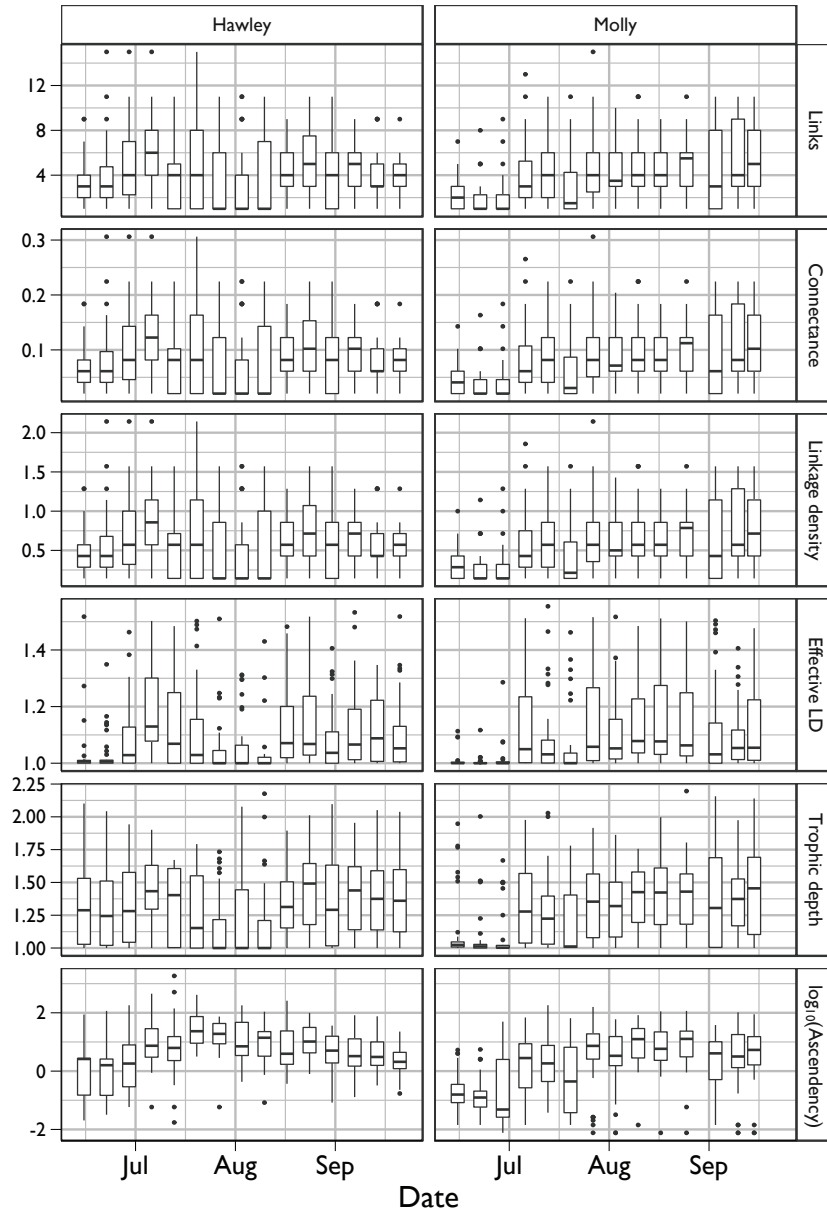 Hawley
Molly
12
8
4
Links
0.3
0.2
0.1
Connectance
2.0
1.5
1.0
0.5
Linkage density
1.4
1.2
1.0
Effective LD
2.25
2.00
1.75
1.50
1.25
1.00
Trophic depth
2
0
-2
log₁₀(Ascendency)
Jul
Aug
Sep
Jul
Aug
Sep
Date